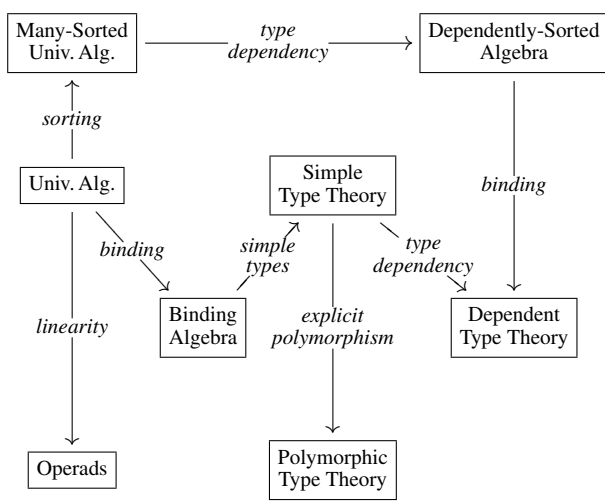 Many-Sorted
Univ. Alg.
type
dependency
Dependently-Sorted
Algebra
sorting
Univ. Alg.
Simple
Type Theory
binding
binding
simple
types
type
dependency
linearity
Binding
Algebra
explicit
polymorphism
Dependent
Type Theory
Operads
Polymorphic
Type Theory